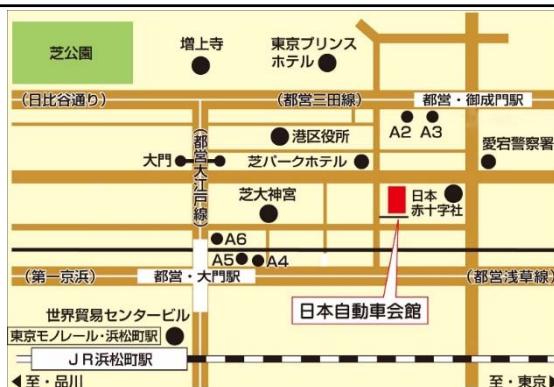 芝公園
増上寺
東京プリンス
ホテル
(日比谷通り)
(都営三田線)
都営・御成門駅
A2
A3
港区役所
愛宕警察署
大門
(都営大江戸線)
芝パークホテル
芝大神宮
日本
赤十字社
A6
A5
A4
(第一京浜)
都営・大門駅
(都営浅草線)
日本自動車会館
世界貿易センタービル
東京モノレール・浜松町駅
JR浜松町駅
至・品川
至・東京